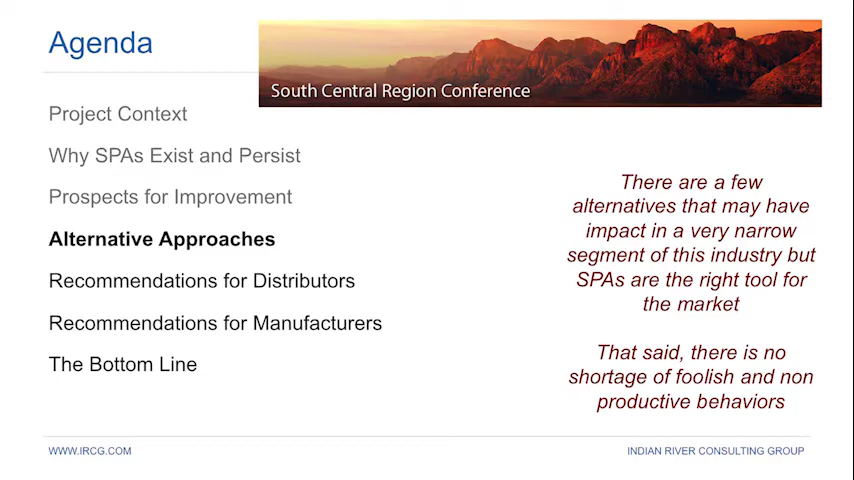 Agenda
South Central Region Conference
Project Context
Why SPAs Exist and Persist
Prospects for Improvement
Alternative Approaches
Recommendations for Distributors
Recommendations for Manufacturers
The Bottom Line
There are a few
alternatives that may have
impact in a very narrow
segment of this industry but
SPAs are the right tool for
the market
That said, there is no
shortage of foolish and non
productive behaviors
WWW.IRCG.COM
INDIAN RIVER CONSULTING GROUP